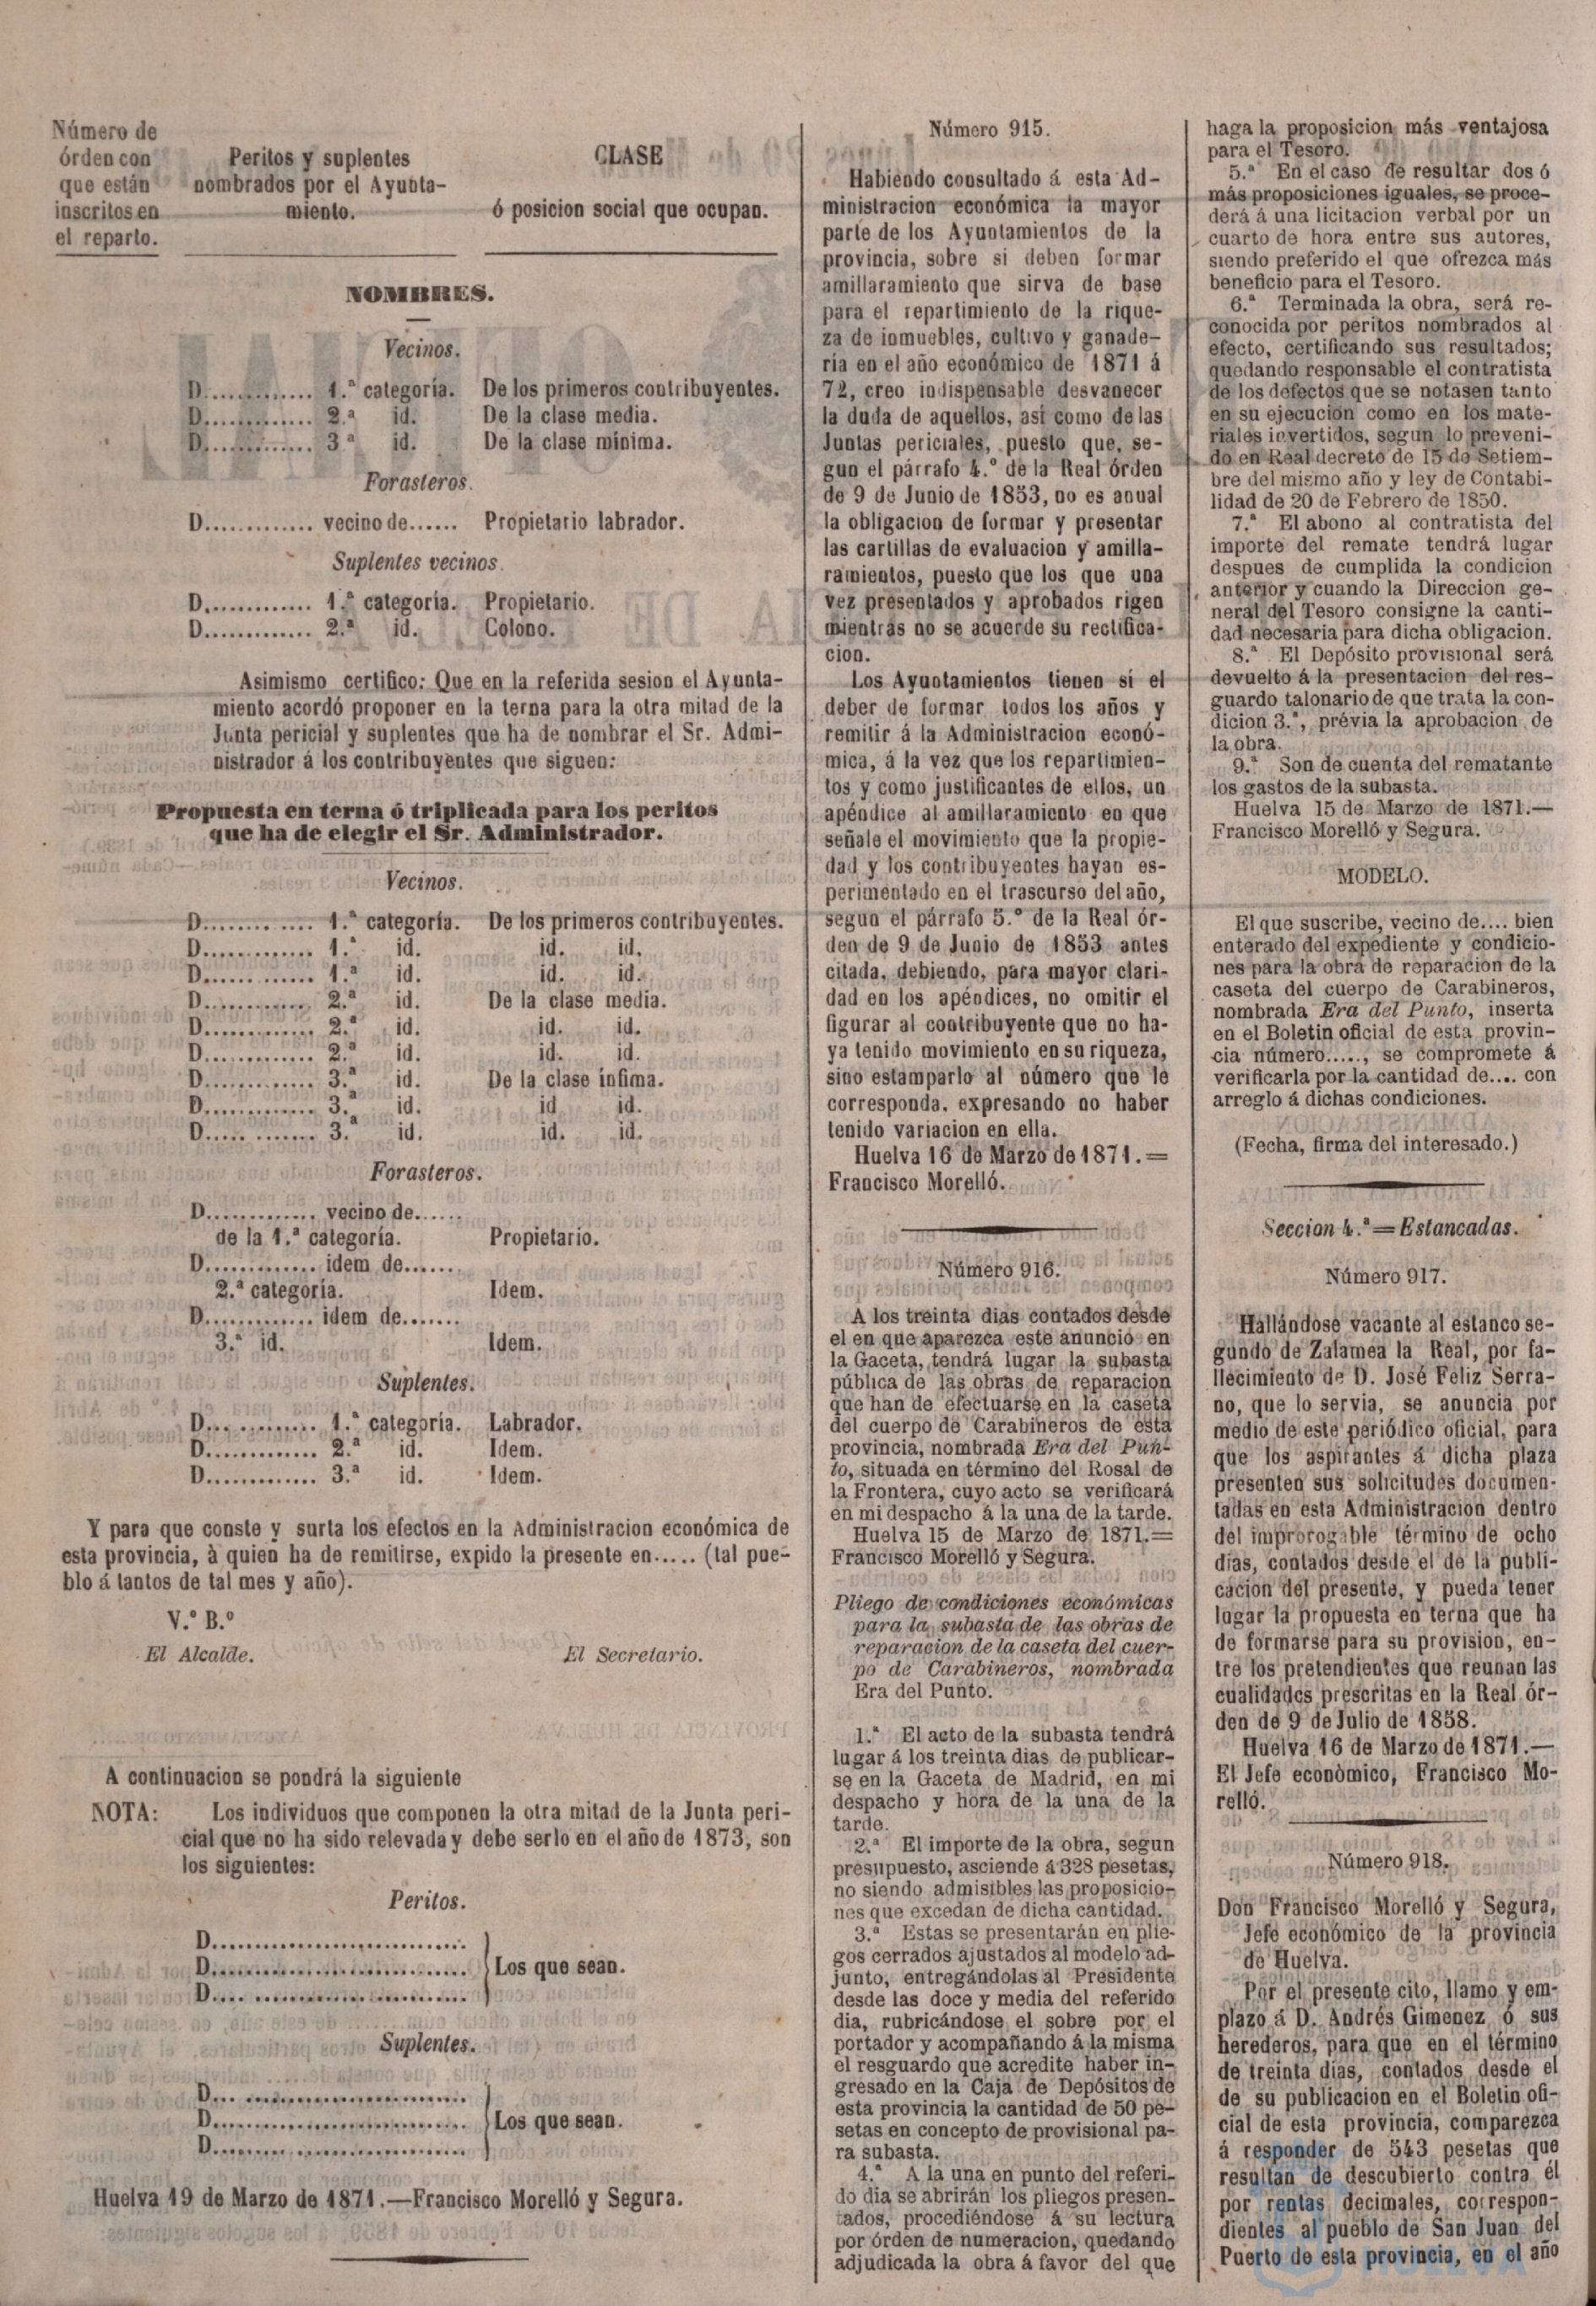 Número de
órden con
que están
inscritos en
el reparto.
Peritos y suplentes
nombrados por el Ayunta-
miento.
CLASE
ó posicion social que ocupan.
NOMBRES.
Vecinos.
D............. 1.ª categoría. De los primeros contribuyentes.
D............. 2.ª id. De la clase media.
D............. 3.ª id. De la clase mínima.
Forasteros.
D............ vecino de...... Propietario labrador.
Suplentes vecinos.
D............ 1.ª categoría. Propietario.
D............ 2.ª id. Colono.
Asimismo certifico: Que en la referida sesion el Ayunta-
miento acordó proponer en la terna para la otra mitad de la
Junta pericial y suplentes que ha de nombrar el Sr. Admi-
nistrador á los contribuyentes que siguen:
Propuesta en terna ó triplicada para los peritos
que ha de elegir el Sr. Administrador.
Vecinos.
D............. 1.ª categoría. De los primeros contribuyentes.
D............. 1.ª id. id. id.
D............. 1.ª id. id. id.
D............. 2.ª id. De la clase media.
D............. 2.ª id. id. id.
D............. 2.ª id. id. id.
D............. 3.ª id. De la clase ínfima.
D............. 3.ª id. id id.
D............. 3.ª id. id. id.
Forasteros.
D............. vecino de......
de la 1.ª categoría. Propietario.
D............. idem de.......
2.ª categoría. Idem.
D............. idem de.......
3.ª id. Idem.
Suplentes.
D............. 1.ª categoria. Labrador.
D............. 2.ª id. Idem.
D............. 3.ª id. Idem.
Y para que conste y surta los efectos en la Administracion económica de
esta provincia, à quien ha de remitirse, expido la presente en..... (tal pue-
blo á tantos de tal mes y año).
V.º B.º
El Alcalde. El Secretario.
A continuacion se pondrá la siguiente
NOTA: Los individuos que componen la otra mitad de la Junta peri-
cial que no ha sido relevada y debe serlo en el año de 1873, son
los siguientes:
Peritos.
D...........................
D........................... Los que sean.
D...........................
Suplentes.
D...........................
D........................... Los que sean.
D...........................
Huelva 19 de Marzo de 1871.—Francisco Morelló y Segura.
Número 915.
Habiendo consultado á esta Ad-
ministracion económica la mayor
parte de los Ayuntamientos de la
provincia, sobre si deben formar
amillaramiento que sirva de base
para el repartimiento de la rique-
za de inmuebles, cultivo y ganade-
ría en el año económico de 1871 á
72, creo indispensable desvanecer
la duda de aquellos, así como de las
Juntas periciales, puesto que, se-
gun el párrafo 4.º de la Real órden
de 9 de Junio de 1853, no es anual
la obligacion de formar y presentar
las cartillas de evaluacion y amilla-
ramientos, puesto que los que una
vez presentados y aprobados rigen
mientras no se acuerde su rectifica-
cion.
Los Ayuntamientos tienen sí el
deber de formar todos los años y
remitir á la Administracion econó-
mica, á la vez que los repartimien-
tos y como justificantes de ellos, un
apéndice al amillaramiento en que
señale el movimiento que la propie-
dad y los contribuyentes hayan es-
perimentado en el trascurso del año,
segun el párrafo 5.º de la Real ór-
den de 9 de Junio de 1853 antes
citada, debiendo, para mayor clari-
dad en los apéndices, no omitir el
figurar al contribuyente que no ha-
ya tenido movimiento en su riqueza,
sino estamparlo al número que le
corresponda, expresando no haber
tenido variacion en ella.
Huelva 16 de Marzo de 1871.=
Francisco Morelló.
Número 916.
A los treinta dias contados desde
el en que aparezca este anunció en
la Gaceta, tendrá lugar la subasta
pública de las obras de reparacion
que han de efectuarse en la caseta
del cuerpo de Carabineros de esta
provincia, nombrada Era del Pun-
to, situada en término del Rosal de
la Frontera, cuyo acto se verificará
en mi despacho á la una de la tarde.
Huelva 15 de Marzo de 1871.=
Francisco Morelló y Segura.
Pliego de condiciones económicas
para la subasta de las obras de
reparacion de la caseta del cuer-
po de Carabineros, nombrada
Era del Punto.
1.ª El acto de la subasta tendrá
lugar á los treinta dias de publicar-
se en la Gaceta de Madrid, en mi
despacho y hora de la una de la
tarde.
2.ª El importe de la obra, segun
presupuesto, asciende á 328 pesetas,
no siendo admisibles las proposicio-
nes que excedan de dicha cantidad.
3.ª Estas se presentarán en plie-
gos cerrados ajustados al modelo ad-
junto, entregándolas al Presidente
desde las doce y media del referido
dia, rubricándose el sobre por el
portador y acompañando á la misma
el resguardo que acredite haber in-
gresado en la Caja de Depósitos de
esta provincia la cantidad de 50 pe-
setas en concepto de provisional pa-
ra subasta.
4.ª A la una en punto del referi-
do dia se abrirán los pliegos presen-
tados, procediéndose á su lectura
por órden de numeracion, quedando
adjudicada la obra á favor del que
haga la proposicion más ventajosa
para el Tesoro.
5.ª En el caso de resultar dos ó
más proposiciones iguales, se proce-
derá á una licitacion verbal por un
cuarto de hora entre sus autores,
siendo preferido el que ofrezca más
beneficio para el Tesoro.
6.ª Terminada la obra, será re-
conocida por peritos nombrados al
efecto, certificando sus resultados;
quedando responsable el contratista
de los defectos que se notasen tanto
en su ejecucion como en los mate-
riales invertidos, segun lo preveni-
do en Real decreto de 15 de Setiem-
bre del mismo año y ley de Contabi-
lidad de 20 de Febrero de 1850.
7.ª El abono al contratista del
importe del remate tendrá lugar
despues de cumplida la condicion
anterior y cuando la Direccion ge-
neral del Tesoro consigne la canti-
dad necesaria para dicha obligacion.
8.ª El Depósito provisional será
devuelto á la presentacion del res-
guardo talonario de que trata la con-
dicion 3.ª, prévia la aprobacion de
la obra.
9.ª Son de cuenta del rematante
los gastos de la subasta.
Huelva 15 de Marzo de 1871.—
Francisco Morelló y Segura.
MODELO.
El que suscribe, vecino de.... bien
enterado del expediente y condicio-
nes para la obra de reparacion de la
caseta del cuerpo de Carabineros,
nombrada Era del Punto, inserta
en el Boletin oficial de esta provin-
cia número....., se compromete á
verificarla por la cantidad de.... con
arreglo á dichas condiciones.
(Fecha, firma del interesado.)
Seccion 4.ª=Estancadas.
Número 917.
Hallándose vacante al estanco se-
gundo de Zalamea la Real, por fa-
llecimiento de D. José Feliz Serra-
no, que lo servia, se anuncia por
medio de este periódico oficial, para
que los aspirantes á dicha plaza
presenten sus solicitudes documen-
tadas en esta Administracion dentro
del improrogable término de ocho
días, contados desde el de la publi-
cacion del presente, y pueda tener
lugar la propuesta en terna que ha
de formarse para su provision, en-
tre los pretendientes que reunan las
cualidades prescritas en la Real ór-
den de 9 de Julio de 1858.
Huelva 16 de Marzo de 1871.—
El Jefe econòmico, Francisco Mo-
relló.
Número 918.
Don Francisco Morelló y Segura,
Jefe económico de la provincia
de Huelva.
Por el presente cito, llamo y em-
plazo á D. Andrés Gimenez ó sus
herederos, para que en el término
de treinta dias, contados desde el
de su publicacion en el Boletin ofi-
cial de esta provincia, comparezca
á responder de 543 pesetas que
resultan de descubierto contra él
por rentas decimales, correspon-
dientes al pueblo de San Juan del
Puerto de esta provincia, en el año
HUELVA